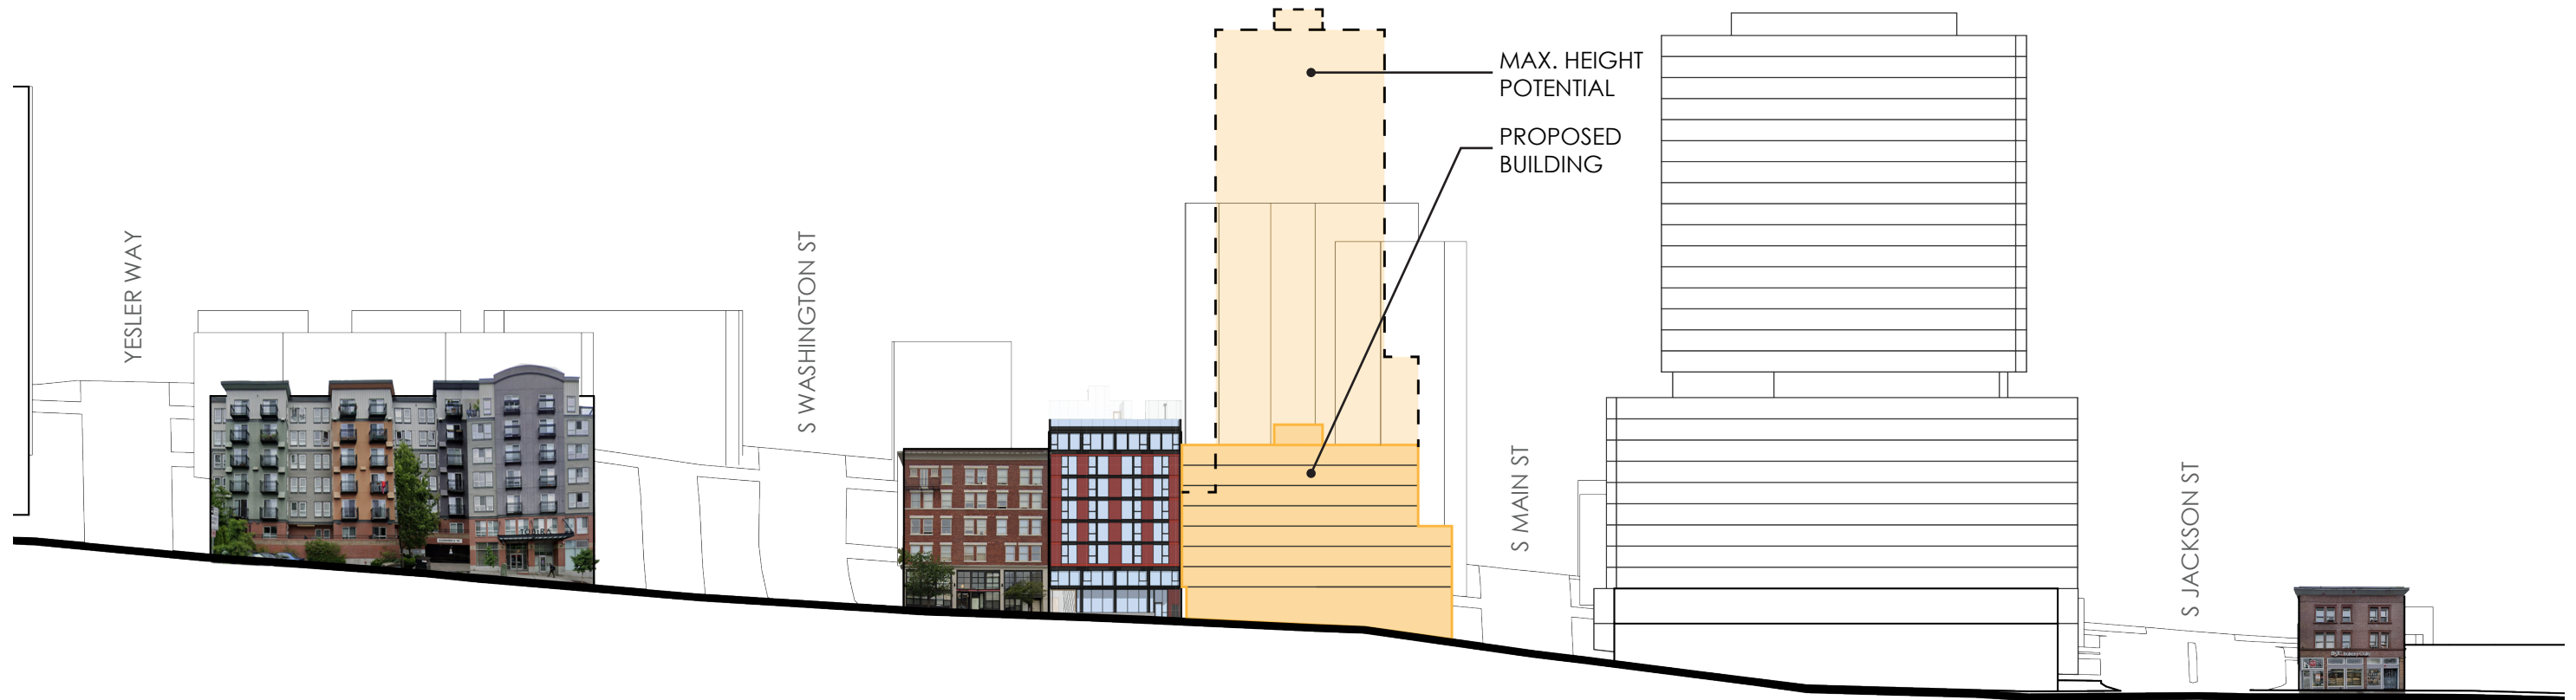 MAX. HEIGHT
POTENTIAL
PROPOSED
BUILDING
YESLER WAY
S WASHINGTON ST
S MAIN ST
S JACKSON ST